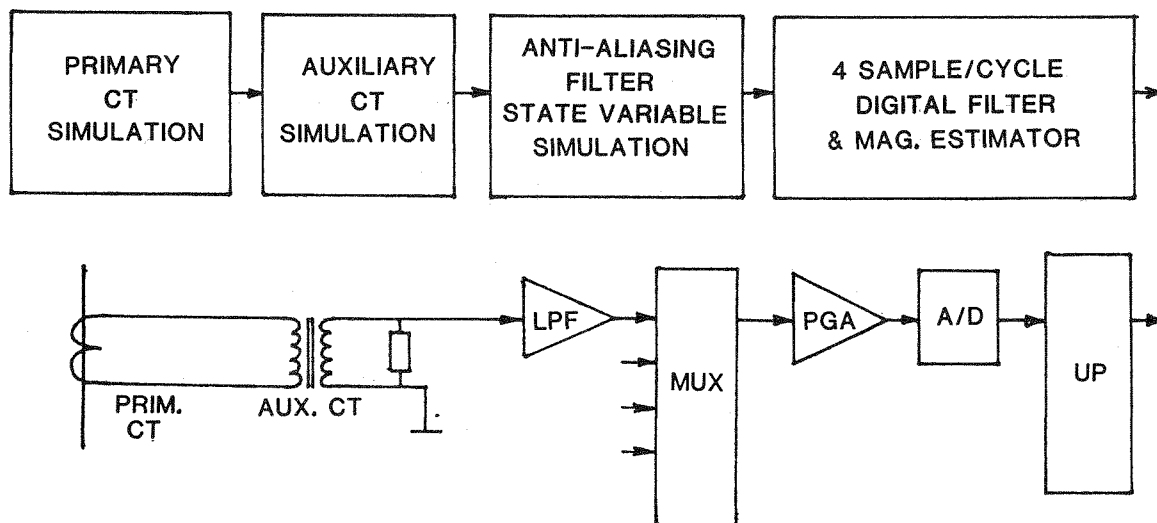 PRIMARY
CT
SIMULATION
AUXILIARY
CT
SIMULATION
ANTI-ALIASING
FILTER
STATE VARIABLE
SIMULATION
4 SAMPLE/CYCLE
DIGITAL FILTER
& MAG. ESTIMATOR
PRIM.
CT
AUX. CT
LPF
MUX
PGA
A/D
UP